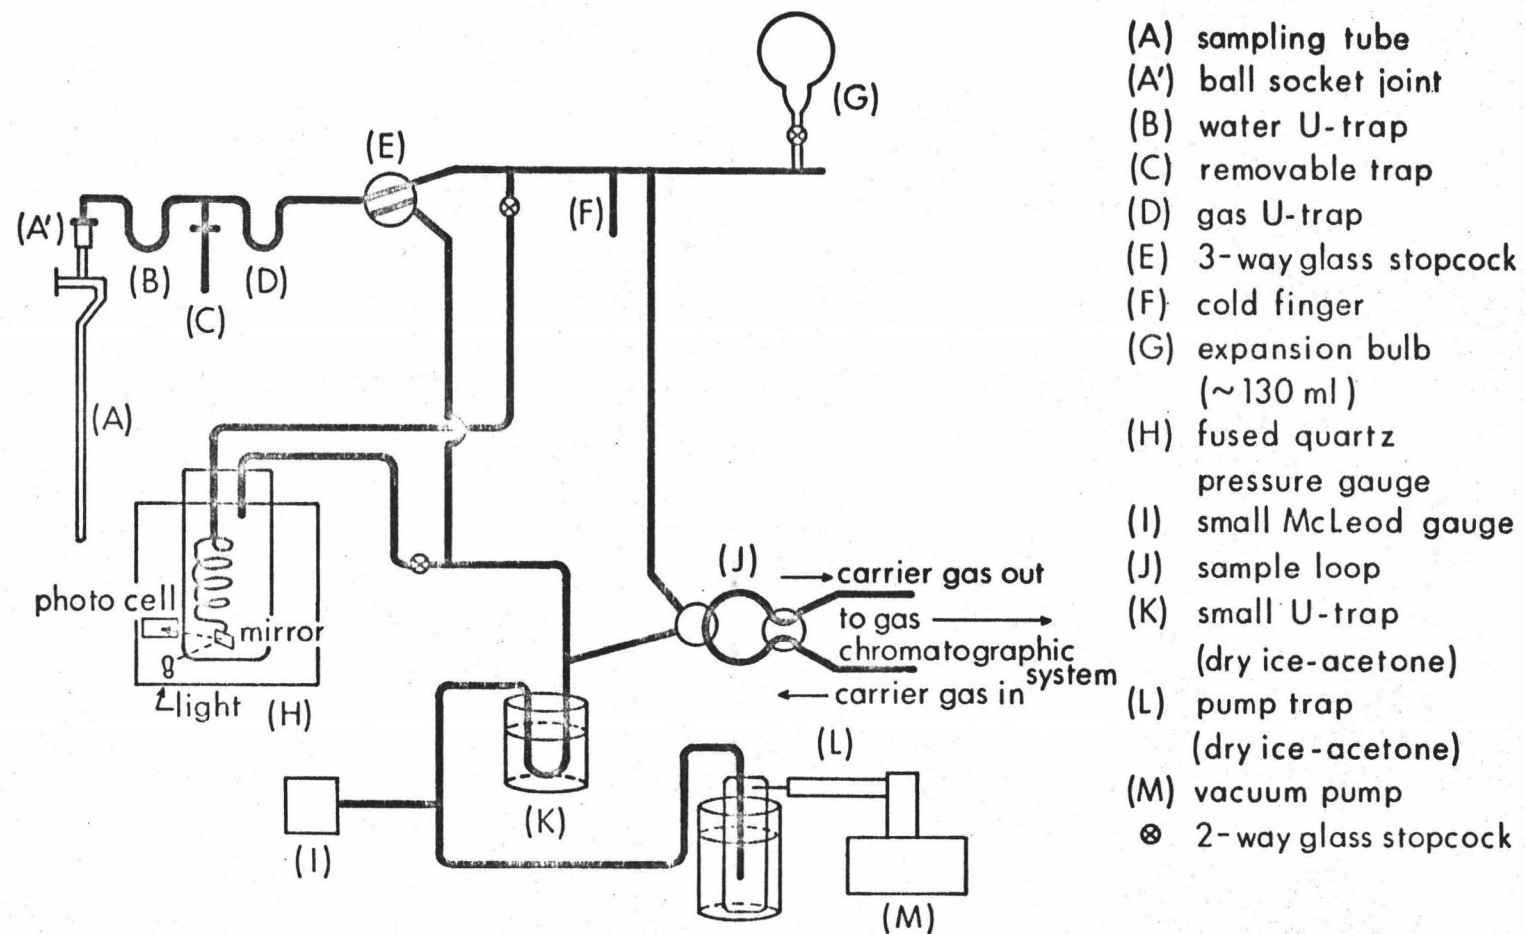 (G)
(E)
(A')
(B)
(D)
(C)
(F)
(A)
photo cell
mirror
light
(H)
(J)
carrier gas out
to gas
chromatographic
system
carrier gas in
(I)
(K)
(L)
(M)
(A) sampling tube
(A') ball socket joint
(B) water U-trap
(C) removable trap
(D) gas U-trap
(E) 3-way glass stopcock
(F) cold finger
(G) expansion bulb
(~130 ml)
(H) fused quartz
pressure gauge
(I) small McLeod gauge
(J) sample loop
(K) small U-trap
(dry ice-acetone)
(L) pump trap
(dry ice-acetone)
(M) vacuum pump
⊗ 2-way glass stopcock